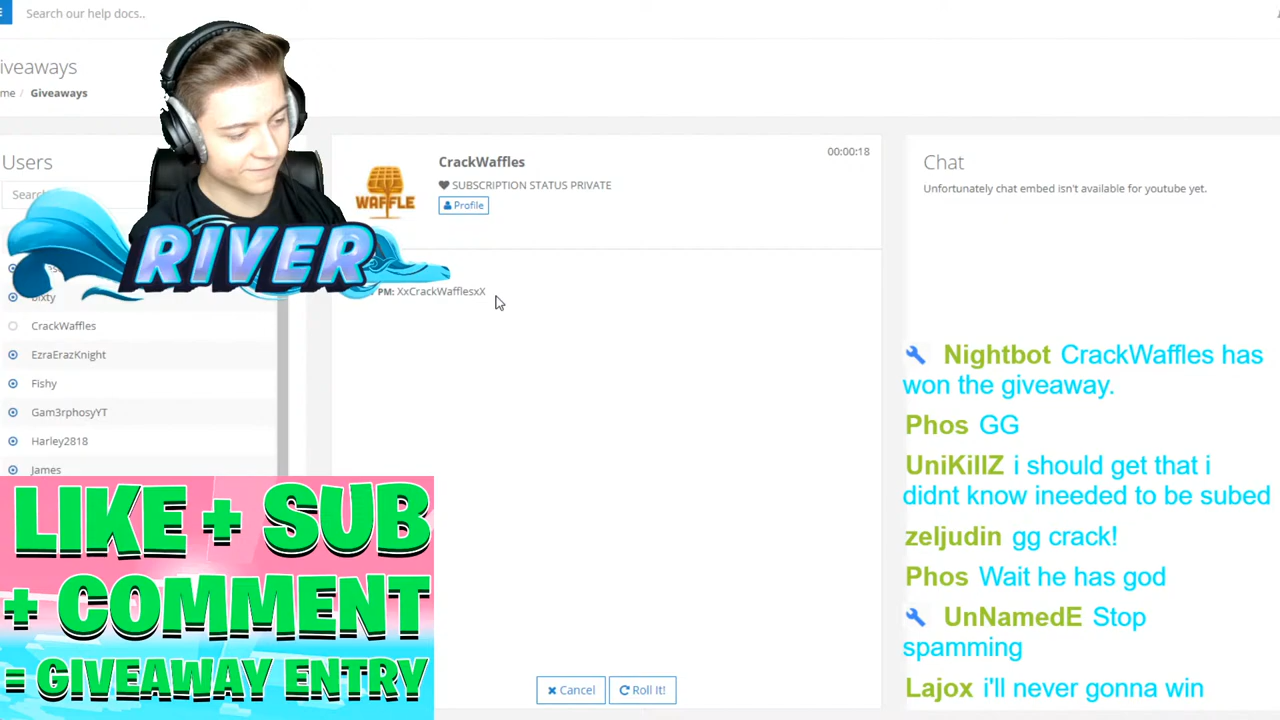 Search our help docs..
iveaways
me / Giveaways
Users
Sear
CrackWaffles
EzraErazKnight
Fishy
Gam3rphosyYT
Harley2818
James
RIVER
LIKE + SUB
+ COMMENT
= GIVEAWAY ENTRY
WAFFLE
CrackWaffles
00:00:18
SUBSCRIPTION STATUS PRIVATE
Profile
PM: XxCrackWafflesxX
Cancel
Roll It!
Chat
Unfortunately chat embed isn't available for youtube yet.
Nightbot CrackWaffles has
won the giveaway.
Phos GG
UniKillZ i should get that i
didnt know ineeded to be subed
zeljudin gg crack!
Phos Wait he has god
UnNamedE Stop
spamming
Lajox i'll never gonna win